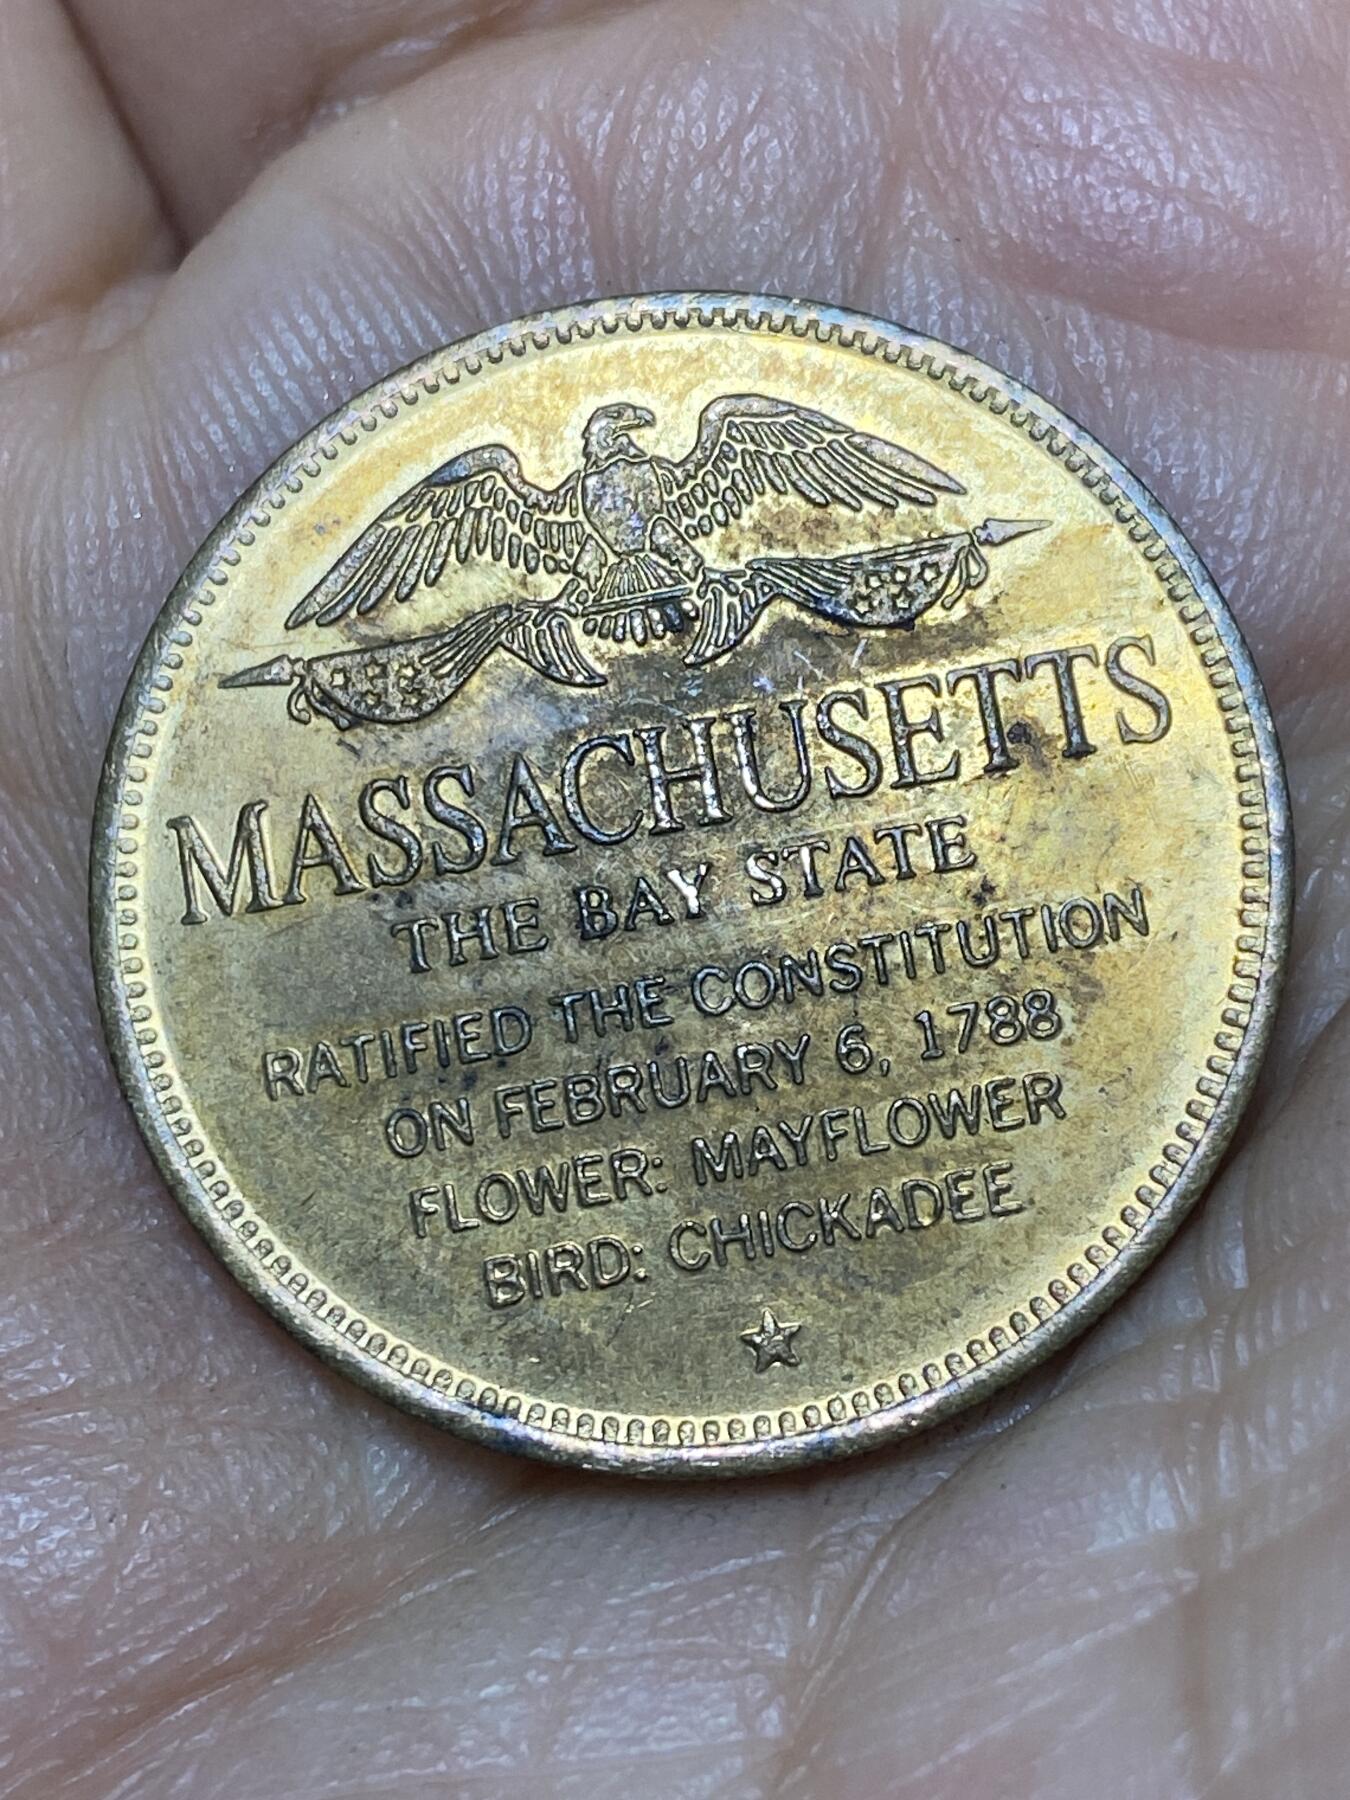 MASSACHUSETTS
THE BAY STATE
RATIFIED THE CONSTITUTION
ON FEBRUARY 6, 1788
FLOWER: MAYFLOWER
BIRD: CHICKADEE